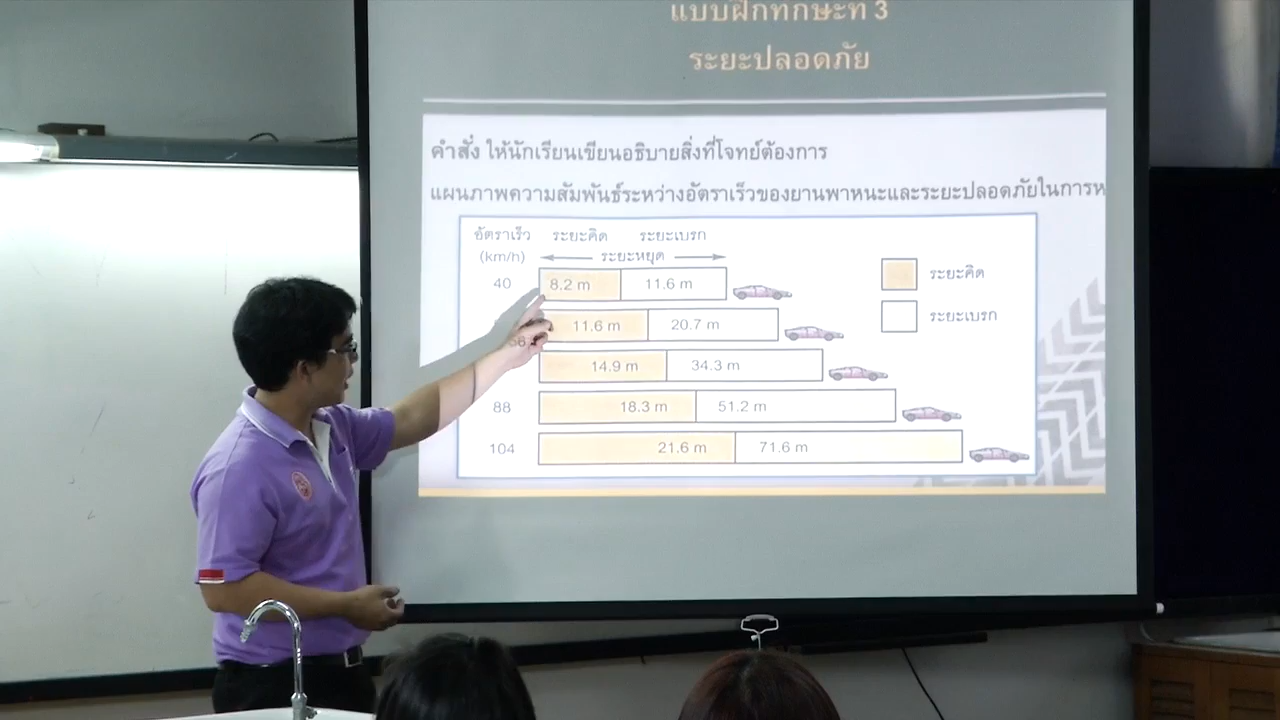 แบบฝึกทักษะที่ 3
ระยะปลอดภัย
คำสั่ง ให้นักเรียนเขียนอธิบายสิ่งที่โจทย์ต้องการ
แผนภาพความสัมพันธ์ระหว่างอัตราเร็วของยานพาหนะและระยะปลอดภัยในการห
อัตราเร็ว ระยะคิด ระยะเบรก
(km/h) ระยะหยุด
40 8.2 m 11.6 m
11.6 m 20.7 m
14.9 m 34.3 m
88 18.3 m 51.2 m
104 21.6 m 71.6 m
ระยะคิด
ระยะเบรก